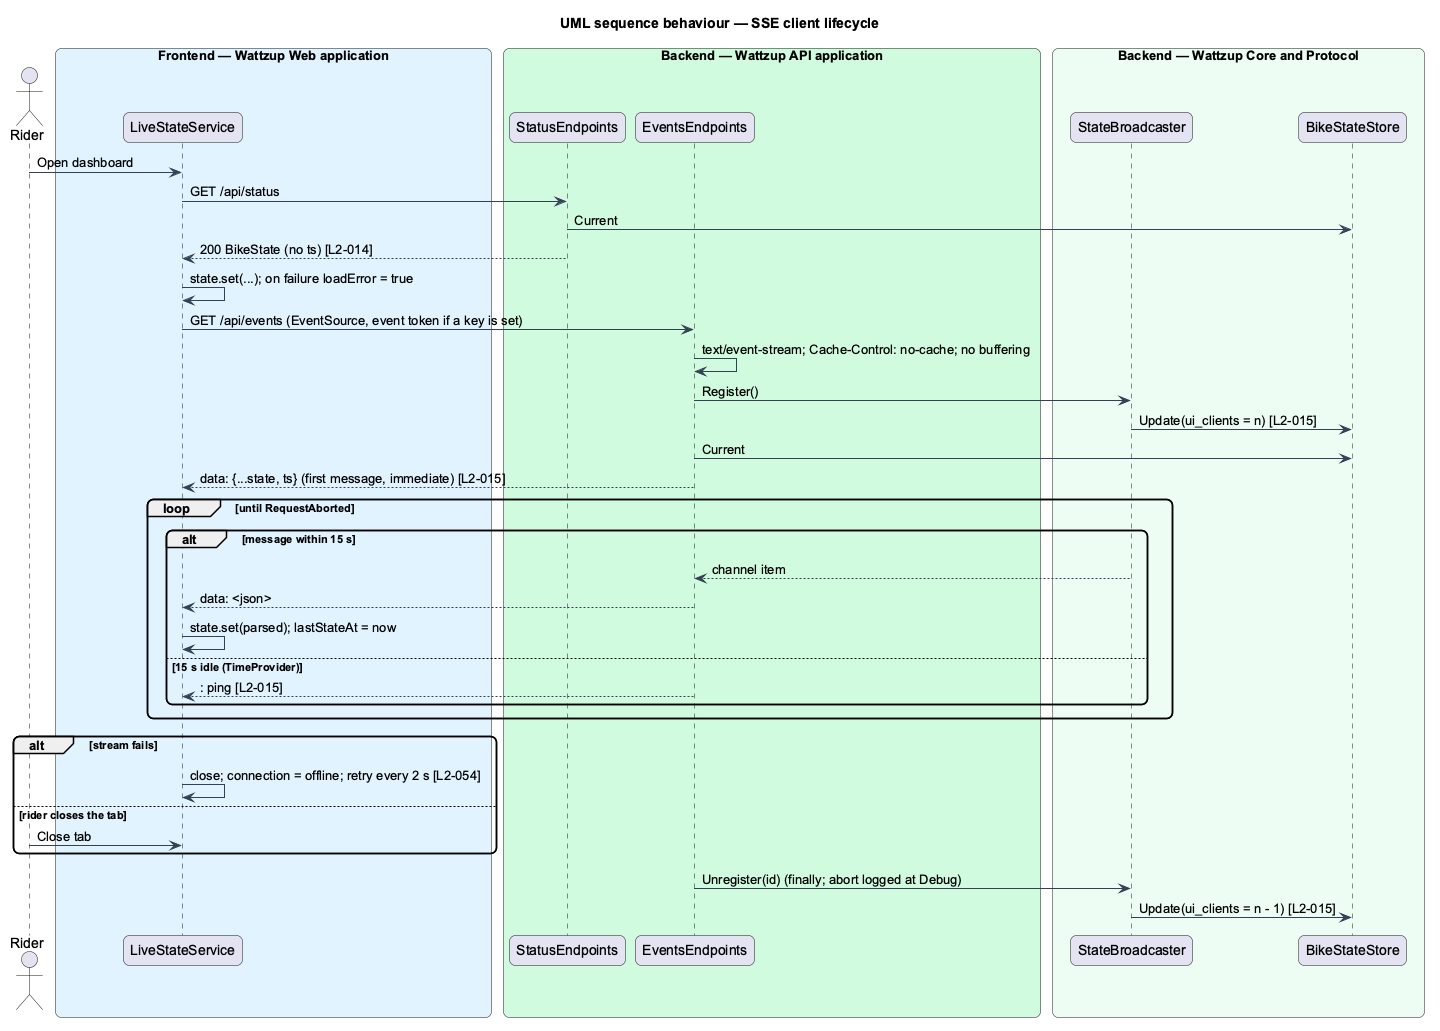 UML sequence behaviour — SSE client lifecycle
Frontend — Wattzup Web application
Backend — Wattzup API application
Backend — Wattzup Core and Protocol
Rider
LiveStateService
StatusEndpoints
EventsEndpoints
StateBroadcaster
BikeStateStore
Open dashboard
GET /api/status
Current
200 BikeState (no ts) [L2-014]
state.set(...); on failure loadError = true
GET /api/events (EventSource, event token if a key is set)
text/event-stream; Cache-Control: no-cache; no buffering
Register()
Update(ui_clients = n) [L2-015]
Current
data: {...state, ts} (first message, immediate) [L2-015]
loop
[until RequestAborted]
alt
[message within 15 s]
channel item
data: <json>
state.set(parsed); lastStateAt = now
[15 s idle (TimeProvider)]
: ping [L2-015]
alt
[stream fails]
close; connection = offline; retry every 2 s [L2-054]
[rider closes the tab]
Close tab
Unregister(id) (finally; abort logged at Debug)
Update(ui_clients = n - 1) [L2-015]
Rider
LiveStateService
StatusEndpoints
EventsEndpoints
StateBroadcaster
BikeStateStore